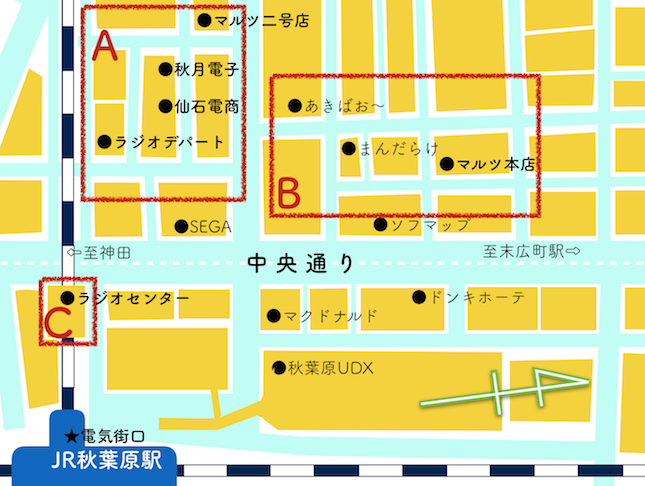 マルツ二号店
A
秋月電子
仙石電商
あきばお〜
ラジオデパート
まんだらけ
マルツ本店
B
SEGA
ソフマップ
⇦至神田
中央通り
至末広町駅⇨
ラジオセンター
ドンキホーテ
C
マクドナルド
秋葉原UDX
★電気街口
JR秋葉原駅